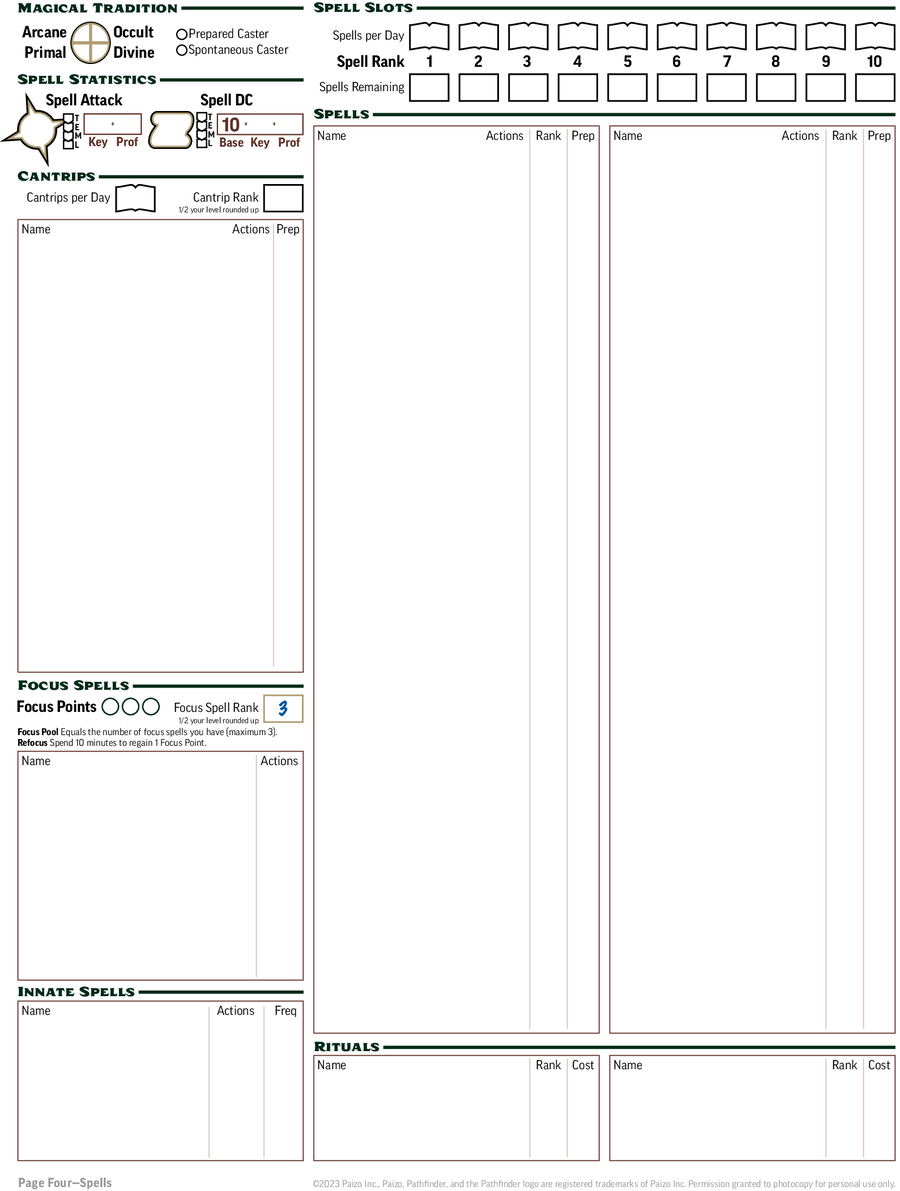 Magical Tradition
Arcane Occult
Primal Divine
Prepared Caster
Spontaneous Caster
Spell Statistics
Spell Attack Spell DC
T
E
M
L
Key Prof
T
E
M
L
10
Base Key Prof
Cantrips
Cantrips per Day
Cantrip Rank
1/2 your level rounded up
Name Actions Prep
Focus Spells
Focus Points
Focus Spell Rank 3
1/2 your level rounded up
Focus Pool Equals the number of focus spells you have (maximum 3).
Refocus Spend 10 minutes to regain 1 Focus Point.
Name Actions
Innate Spells
Name Actions Freq
Spell Slots
Spells per Day
Spell Rank 1 2 3 4 5 6 7 8 9 10
Spells Remaining
Spells
Name Actions Rank Prep
Name Actions Rank Prep
Rituals
Name Rank Cost
Name Rank Cost
Page Four—Spells
©2023 Paizo Inc., Paizo, Pathfinder, and the Pathfinder logo are registered trademarks of Paizo Inc. Permission granted to photocopy for personal use only.